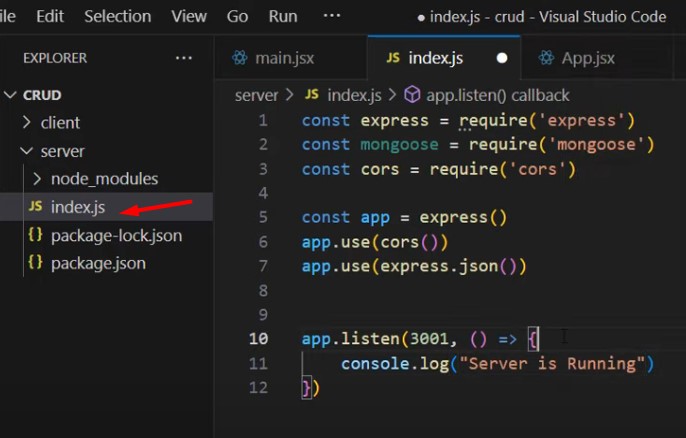 le Edit Selection View Go Run ···
● index.js - crud - Visual Studio Code
EXPLORER ···
main.jsx
JS index.js ●
App.jsx
CRUD
client
server
node_modules
JS index.js
{} package-lock.json
{} package.json
server > JS index.js > app.listen() callback
1 const express = require('express')
2 const mongoose = require('mongoose')
3 const cors = require('cors')
4
5 const app = express()
6 app.use(cors())
7 app.use(express.json())
8
9
10 app.listen(3001, () => {
11 console.log("Server is Running")
12 })